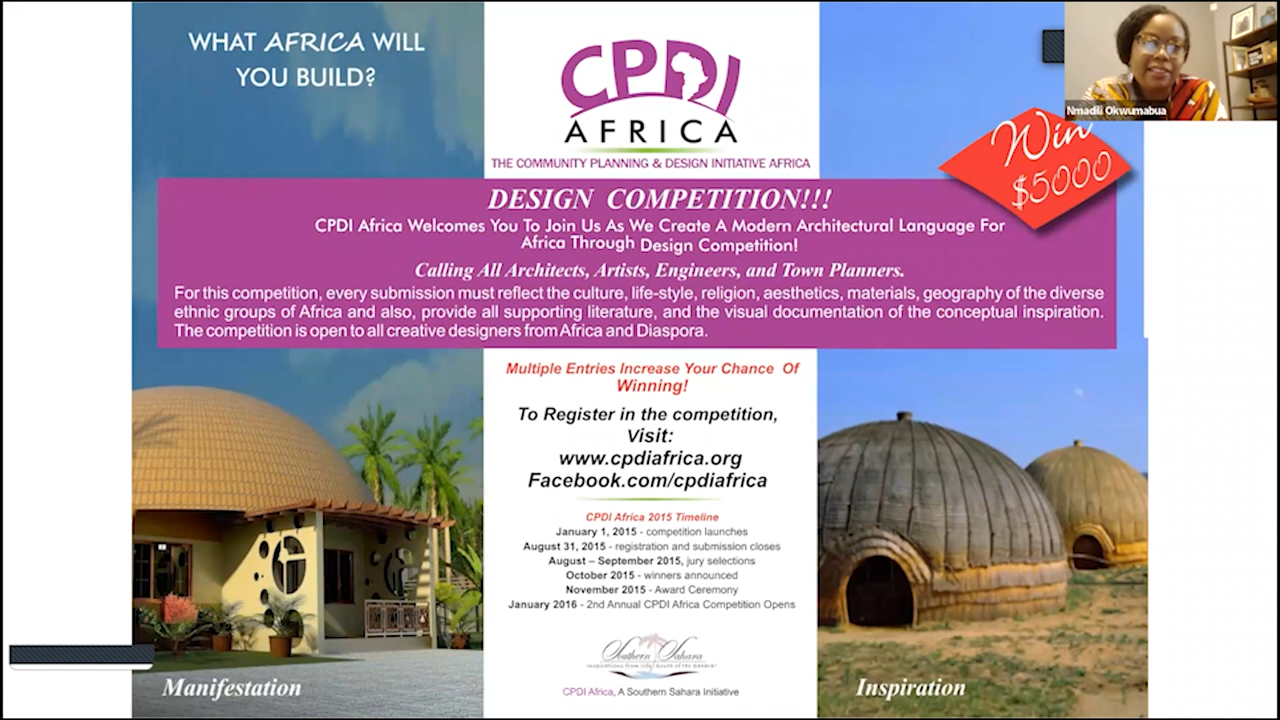 WHAT AFRICA WILL
YOU BUILD?
CPDI
AFRICA
THE COMMUNITY PLANNING & DESIGN INITIATIVE AFRICA
Nmadili Okwumabua
Win
$5000
DESIGN COMPETITION!!!
CPDI Africa Welcomes You To Join Us As We Create A Modern Architectural Language For
Africa Through Design Competition!
Calling All Architects, Artists, Engineers, and Town Planners.
For this competition, every submission must reflect the culture, life-style, religion, aesthetics, materials, geography of the diverse
ethnic groups of Africa and also, provide all supporting literature, and the visual documentation of the conceptual inspiration.
The competition is open to all creative designers from Africa and Diaspora.
Multiple Entries Increase Your Chance Of
Winning!
To Register in the competition,
Visit:
www.cpdiafrica.org
Facebook.com/cpdiafrica
CPDI Africa 2015 Timeline
January 1, 2015 - competition launches
August 31, 2015 - registration and submission closes
August – September 2015, jury selections
October 2015 - winners announced
November 2015 - Award Ceremony
January 2016 - 2nd Annual CPDI Africa Competition Opens
Southern Sahara
Inspirations from life South of the Sahara
CPDI Africa, A Southern Sahara Initiative
Manifestation
Inspiration